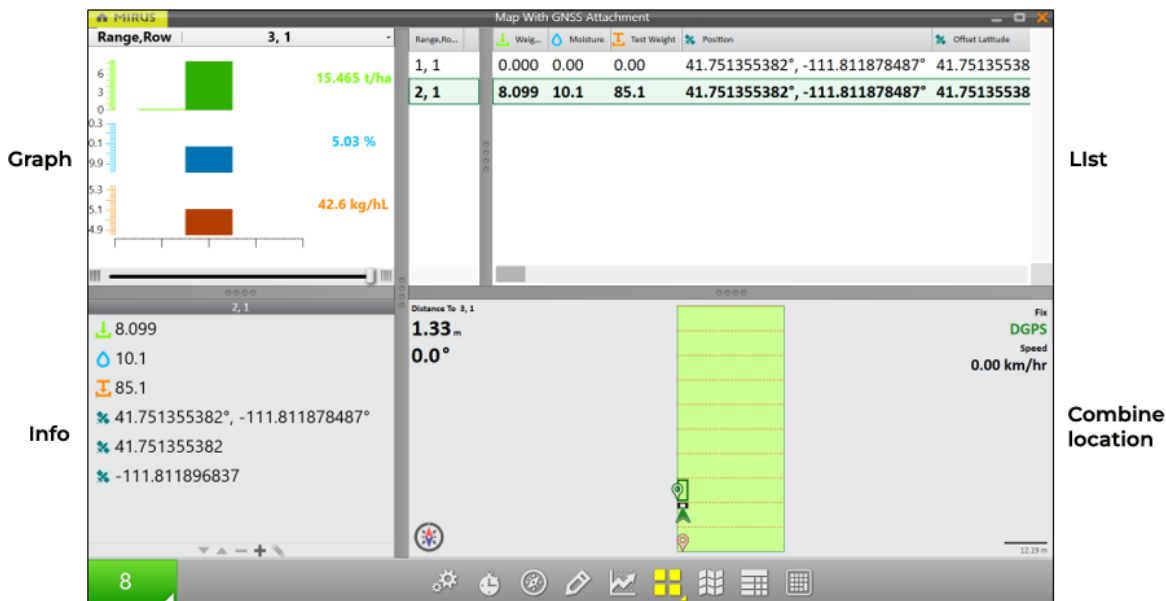 MIRUS
Map With GNSS Attachment
Range,Row 3, 1
6
3
0
15.465 t/ha
0.3
0.1
9.9
5.03 %
5.3
5.1
4.9
42.6 kg/hL
Graph
Range,Ro... Weig... Moisture Test Weight Position Offset Latitude
1, 1 0.000 0.00 0.00 41.751355382°, -111.811878487° 41.75135538
2, 1 8.099 10.1 85.1 41.751355382°, -111.811878487° 41.75135538
LIst
2, 1
8.099
10.1
85.1
41.751355382°, -111.811878487°
41.751355382
-111.811896837
Info
Distance To 3, 1
1.33 m
0.0°
Fix
DGPS
Speed
0.00 km/hr
12.19 m
Combine
location
8